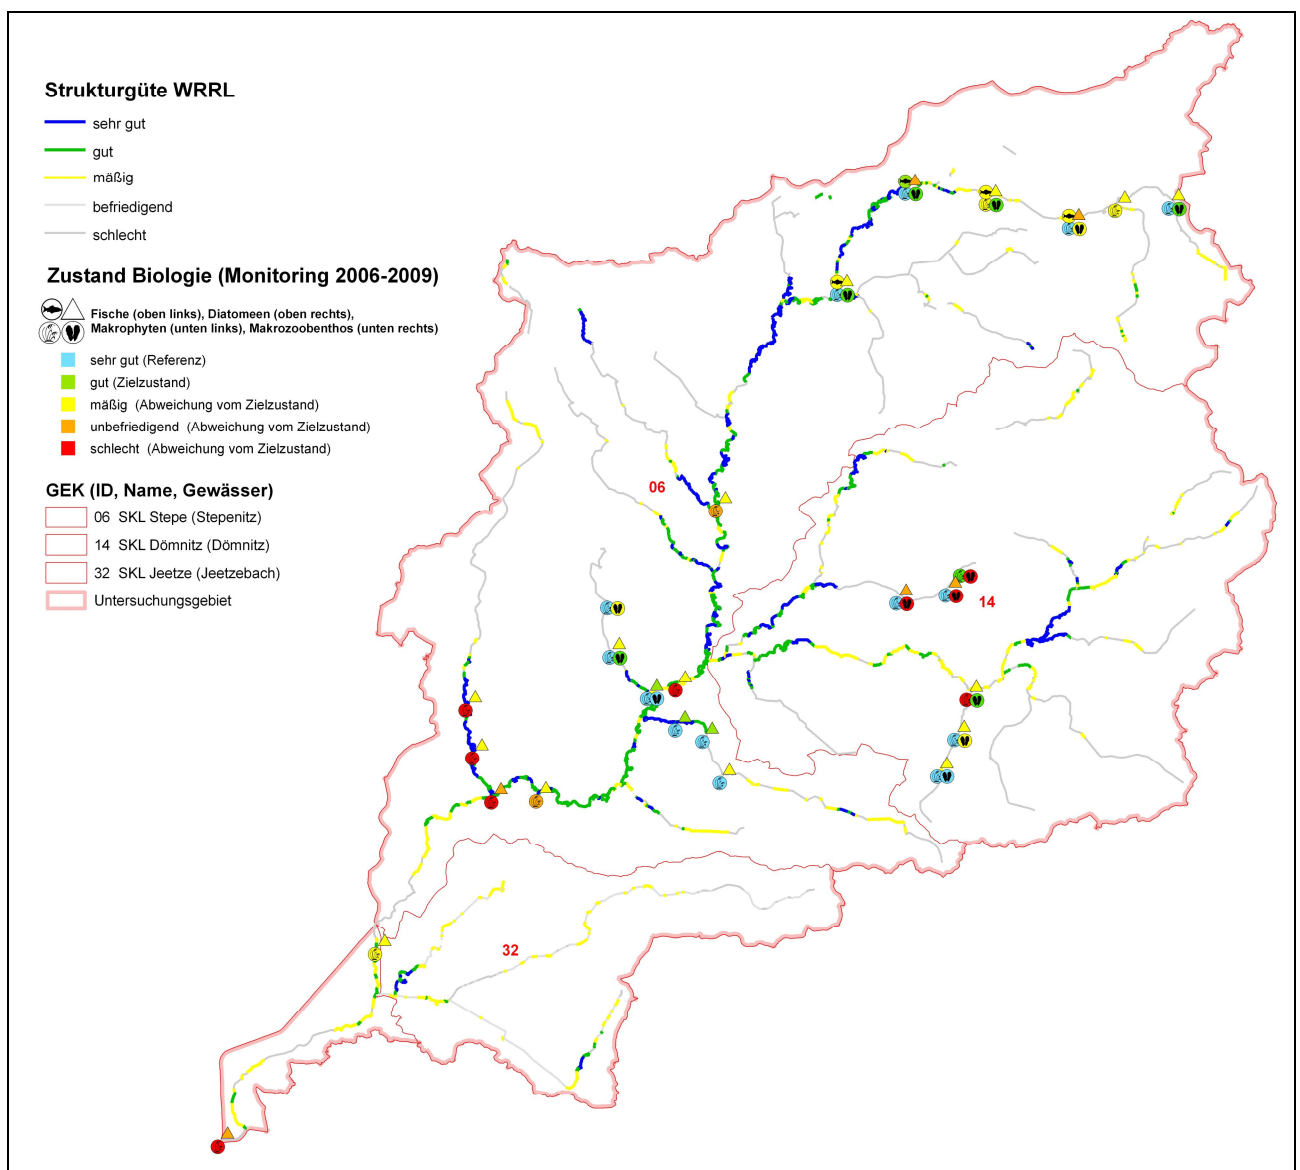 Strukturgüte WRRL
sehr gut
gut
mäßig
befriedigend
schlecht
Zustand Biologie (Monitoring 2006-2009)
Fische (oben links), Diatomeen (oben rechts),
Makrophyten (unten links), Makrozoobenthos (unten rechts)
sehr gut (Referenz)
gut (Zielzustand)
mäßig (Abweichung vom Zielzustand)
unbefriedigend (Abweichung vom Zielzustand)
schlecht (Abweichung vom Zielzustand)
GEK (ID, Name, Gewässer)
06 SKL Stepe (Stepenitz)
14 SKL Dömnitz (Dömnitz)
32 SKL Jeetze (Jeetzebach)
Untersuchungsgebiet
06
14
32